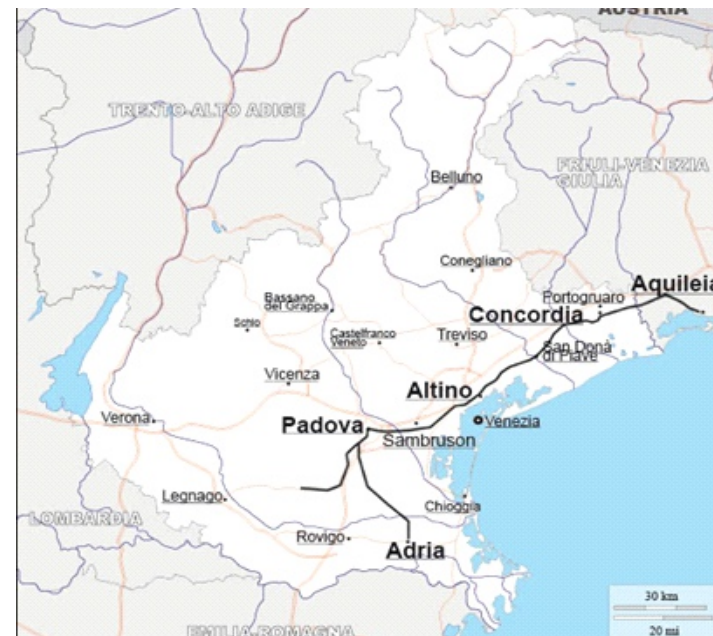 AUSTRIA
TRENTO-ALTO ADIGE
FRIULI-VENEZIA
GIULIA
Belluno
Conegliano
Aquileia
Bassano
del Grappa
Portogruaro
Concordia
Schio
Castelfranco
Veneto
Treviso
San Donà
di Piave
Vicenza
Altino
Verona
Padova
Venezia
Sambruson
Legnago
Chioggia
LOMBARDIA
Rovigo
Adria
30 km
20 mi
EMILIA-ROMAGNA